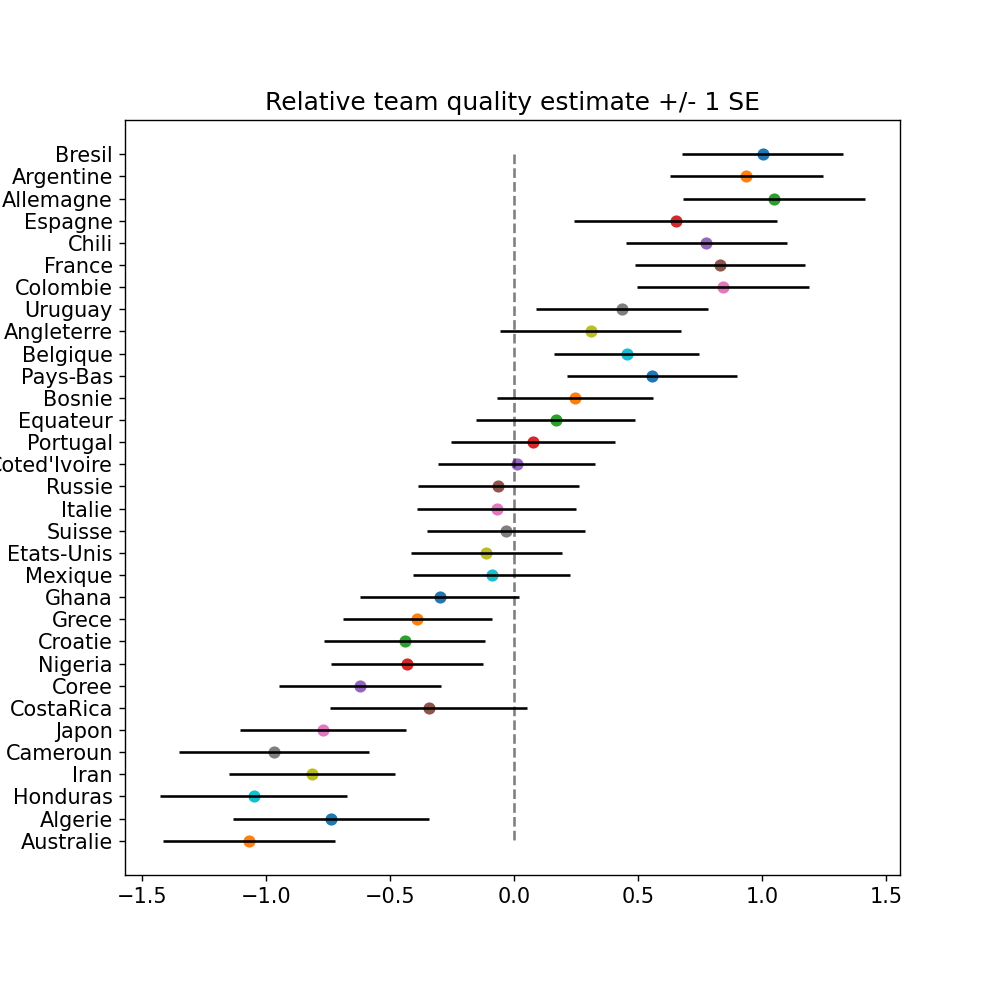 Relative team quality estimate +/- 1 SE
Bresil
Argentine
Allemagne
Espagne
Chili
France
Colombie
Uruguay
Angleterre
Belgique
Pays-Bas
Bosnie
Equateur
Portugal
Coted'Ivoire
Russie
Italie
Suisse
Etats-Unis
Mexique
Ghana
Grece
Croatie
Nigeria
Coree
CostaRica
Japon
Cameroun
Iran
Honduras
Algerie
Australie
−1.5 −1.0 −0.5 0.0 0.5 1.0 1.5